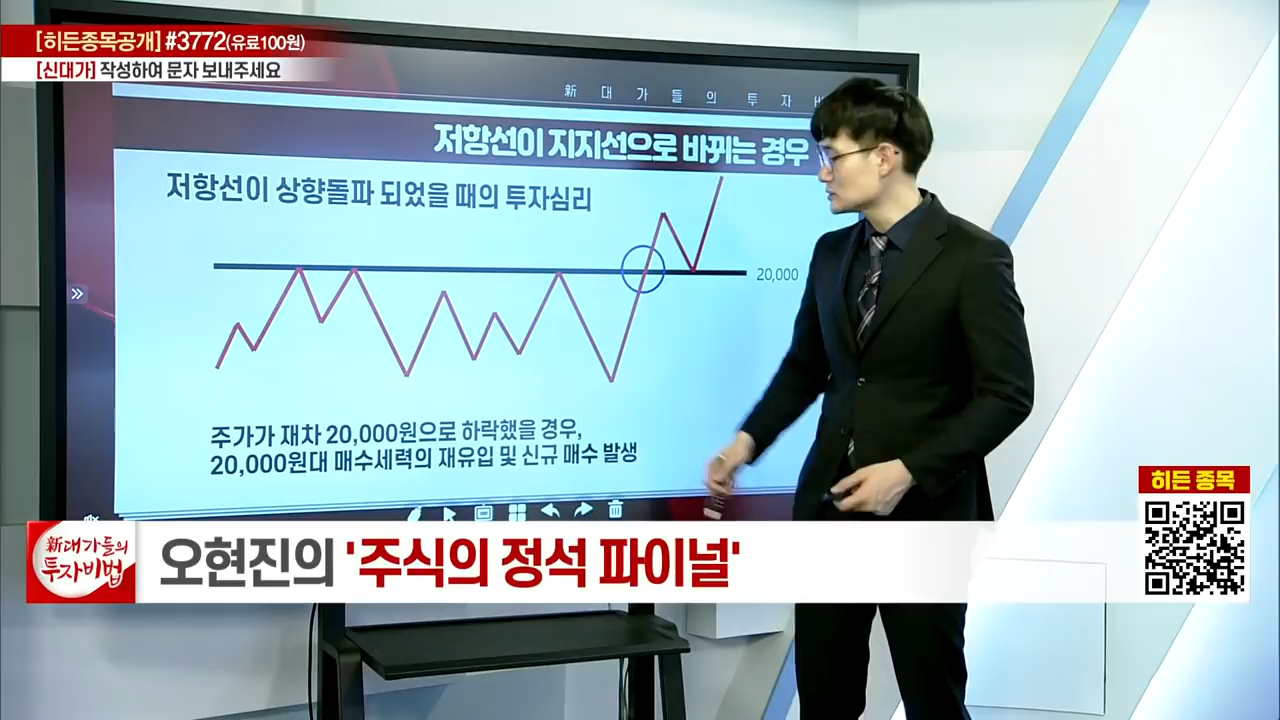 [히든종목공개] #3772(유료100원)
[신대가] 작성하여 문자 보내주세요
新 대 가 들 의 투 자 비
저항선이 지지선으로 바뀌는 경우
저항선이 상향돌파 되었을 때의 투자심리
20,000
주가가 재차 20,000원으로 하락했을 경우,
20,000원대 매수세력의 재유입 및 신규 매수 발생
히든 종목
新대가들의
투자비법
오현진의 '주식의 정석 파이널'